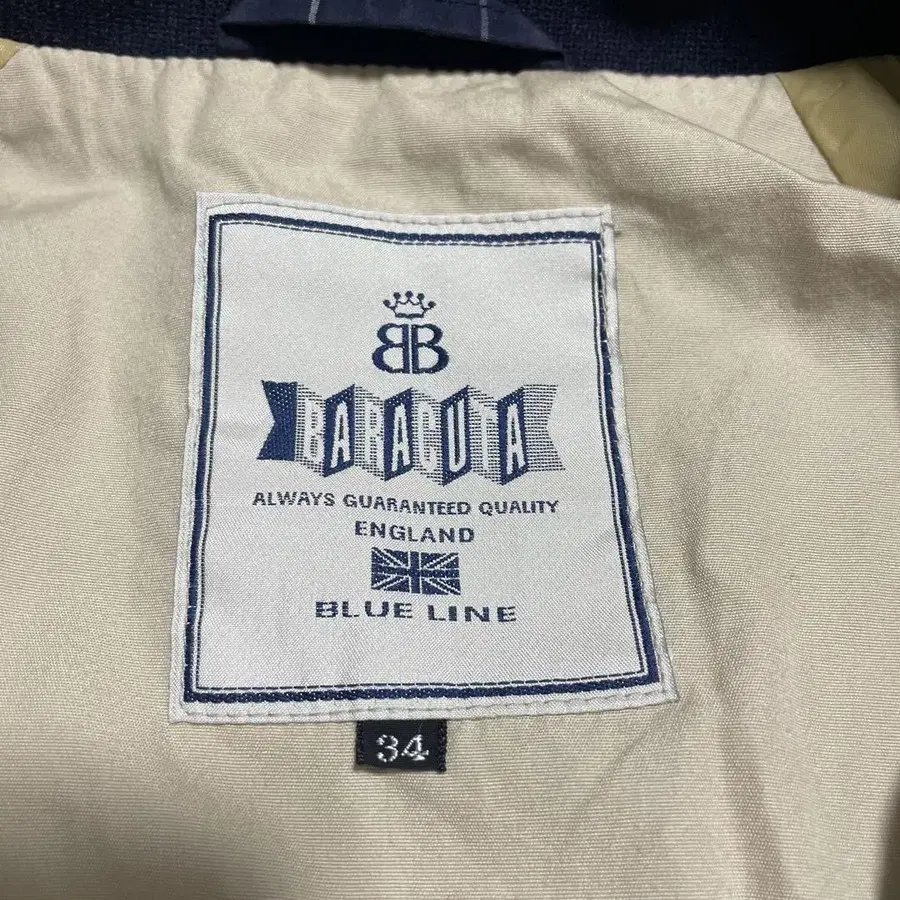 BB
BARACUTA
ALWAYS GUARANTEED QUALITY
ENGLAND
BLUE LINE
34